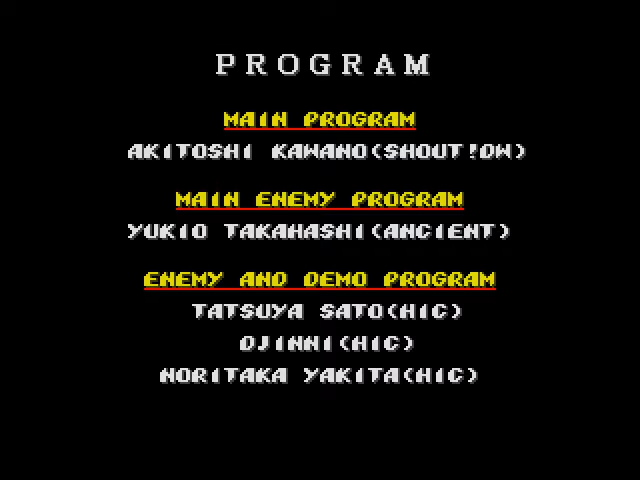 PROGRAM
MAIN PROGRAM
AKITOSHI KAWANO(SHOUT!DW)
MAIN ENEMY PROGRAM
YUKIO TAKAHASHI(ANCIENT)
ENEMY AND DEMO PROGRAM
TATSUYA SATO(HIC)
DJINNI(HIC)
NORITAKA YAKITA(HIC)